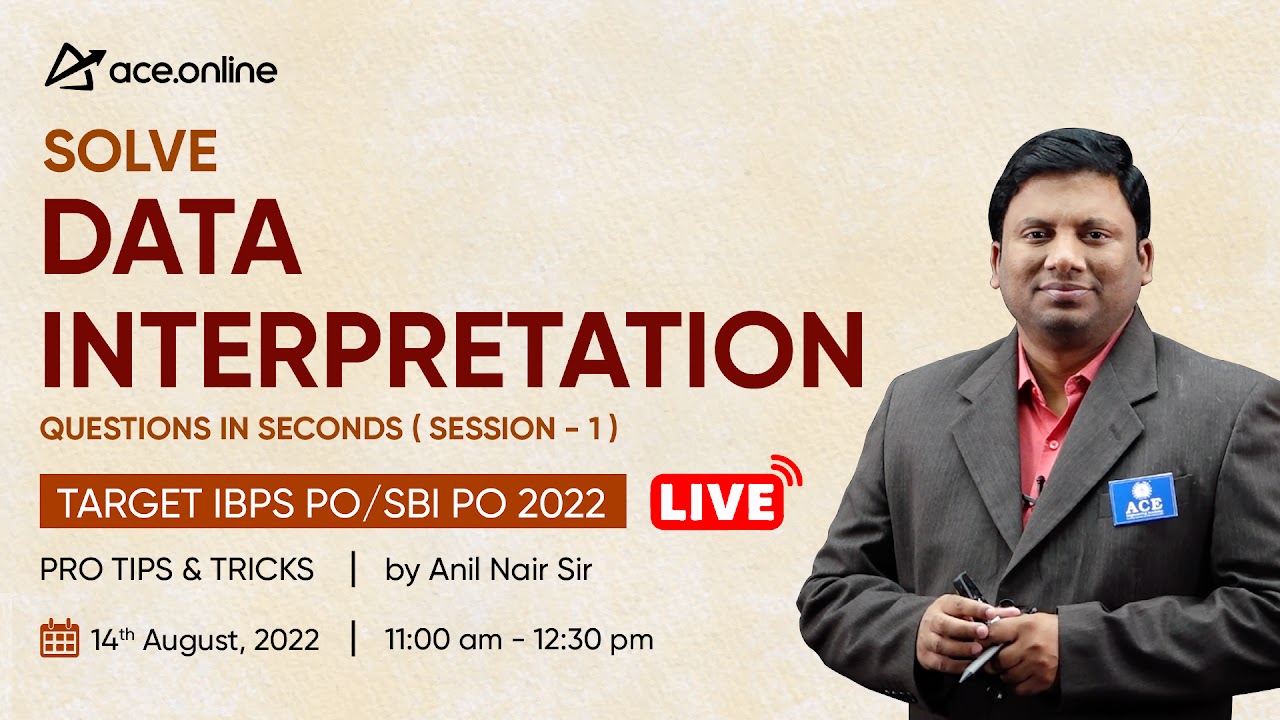 ace.online
SOLVE
DATA
INTERPRETATION
QUESTIONS IN SECONDS ( SESSION - 1 )
TARGET IBPS PO/SBI PO 2022
LIVE
PRO TIPS & TRICKS | by Anil Nair Sir
14th August, 2022 | 11:00 am - 12:30 pm
ACE